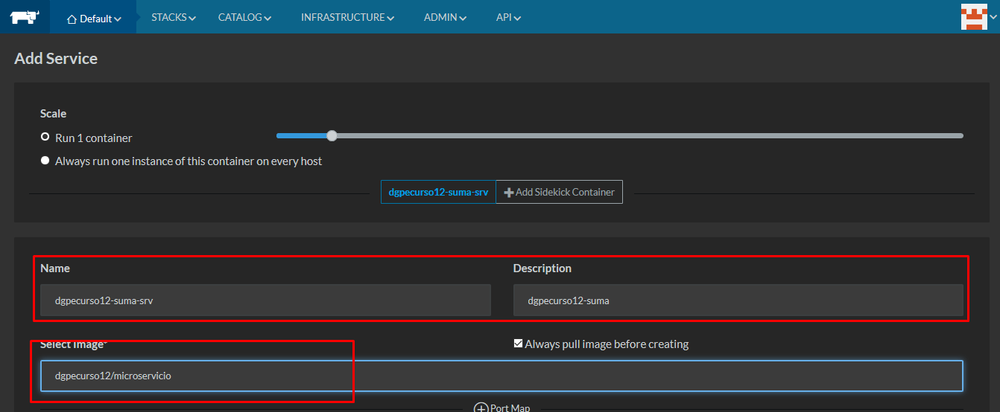 Default STACKS CATALOG INFRASTRUCTURE ADMIN API
Add Service
Scale
Run 1 container
Always run one instance of this container on every host
dgpecurso12-suma-srv Add Sidekick Container
Name Description
dgpecurso12-suma-srv dgpecurso12-suma
Select Image* Always pull image before creating
dgpecurso12/microservicio
Port Map